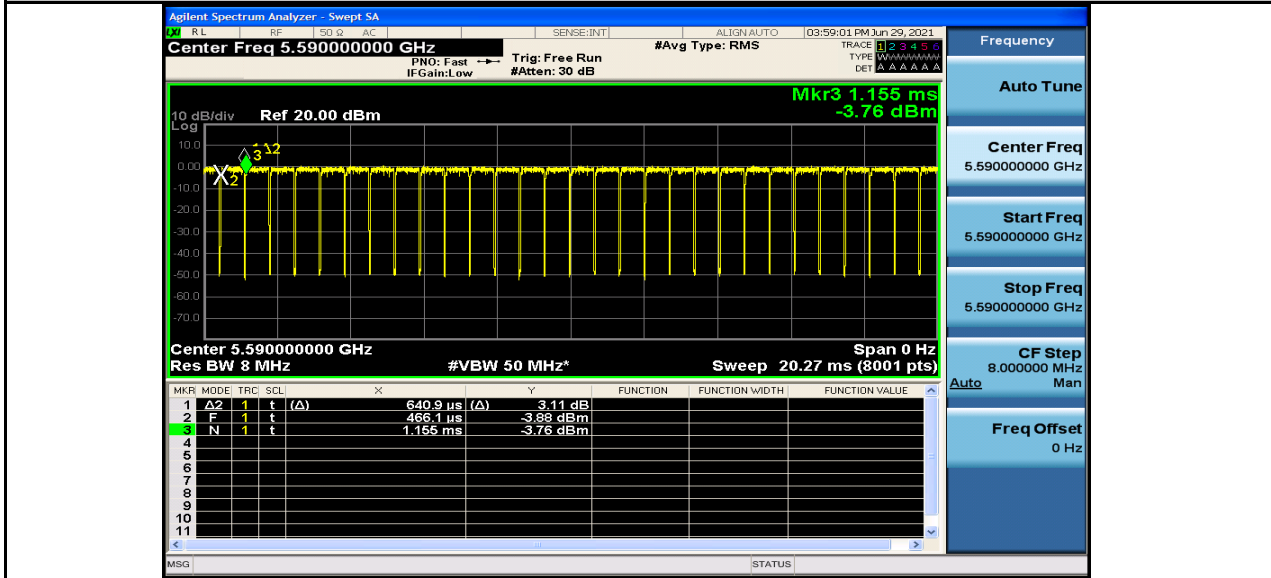 Agilent Spectrum Analyzer - Swept SA
LXI RL RF 50 Ω AC SENSE:INT ALIGN AUTO 03:59:01 PM Jun 29, 2021
Center Freq 5.590000000 GHz #Avg Type: RMS TRACE 1 2 3 4 5 6
PNO: Fast Trig: Free Run TYPE WWWWWW
IFGain:Low #Atten: 30 dB DET A A A A A A
Mkr3 1.155 ms
10 dB/div Ref 20.00 dBm -3.76 dBm
Log
10.0
0.00
-10.0
-20.0
-30.0
-40.0
-50.0
-60.0
-70.0
1Δ2
3
X2
Center 5.590000000 GHz Span 0 Hz
Res BW 8 MHz #VBW 50 MHz* Sweep 20.27 ms (8001 pts)
MKR MODE TRC SCL X Y FUNCTION FUNCTION WIDTH FUNCTION VALUE
1 Δ2 1 t (Δ) 640.9 µs (Δ) 3.11 dB
2 F 1 t 466.1 µs -3.88 dBm
3 N 1 t 1.155 ms -3.76 dBm
4
5
6
7
8
9
10
11
MSG STATUS
Frequency
Auto Tune
Center Freq
5.590000000 GHz
Start Freq
5.590000000 GHz
Stop Freq
5.590000000 GHz
CF Step
8.000000 MHz
Auto Man
Freq Offset
0 Hz